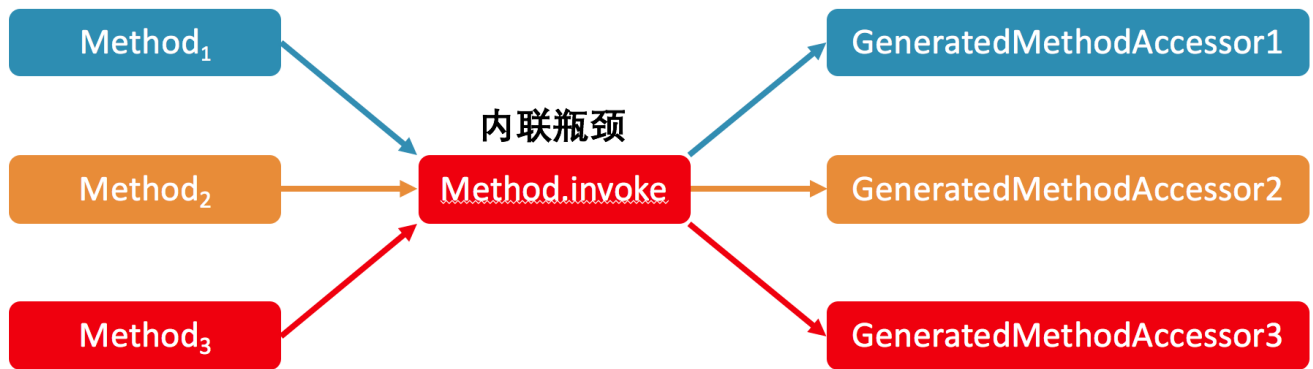 Method₁
GeneratedMethodAccessor1
内联瓶颈
Method₂
Method.invoke
GeneratedMethodAccessor2
Method₃
GeneratedMethodAccessor3